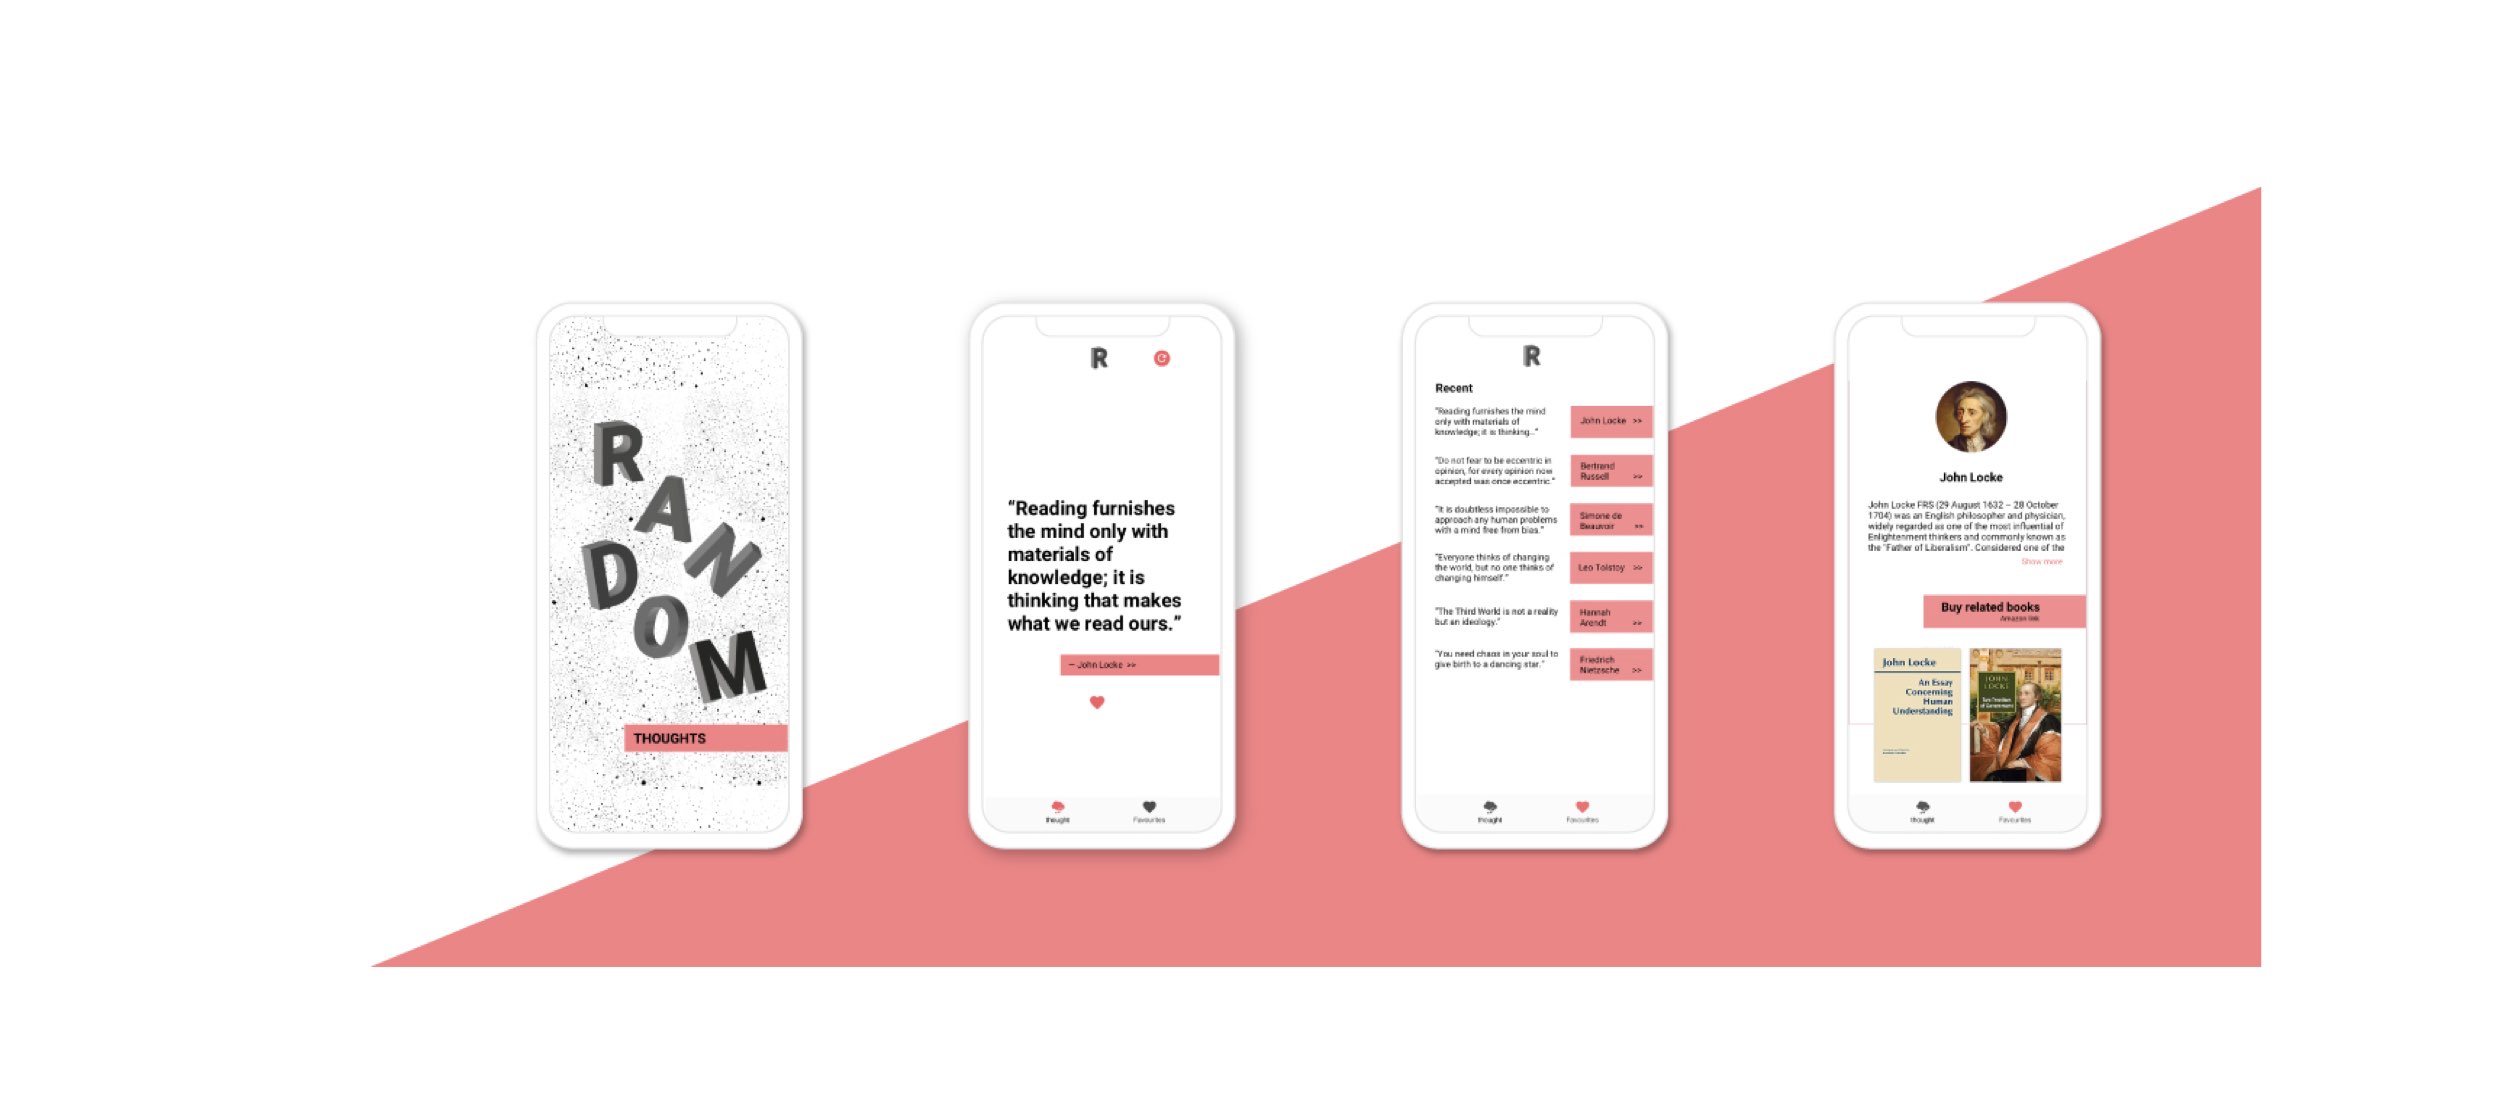 R
A
N
D
O
M
THOUGHTS
R
“Reading furnishes
the mind only with
materials of
knowledge; it is
thinking that makes
what we read ours.”
– John Locke >>
thought
Favourites
R
Recent
"Reading furnishes the mind
only with materials of
knowledge; it is thinking..."
John Locke >>
"Do not fear to be eccentric in
opinion, for every opinion now
accepted was once eccentric."
Bertrand
Russell >>
"It is doubtless impossible to
approach any human problems
with a mind free from bias."
Simone de
Beauvoir >>
"Everyone thinks of changing
the world, but no one thinks of
changing himself."
Leo Tolstoy >>
"The Third World is not a reality
but an ideology."
Hannah
Arendt >>
"You need chaos in your soul to
give birth to a dancing star."
Friedrich
Nietzsche >>
thought
Favourites
John Locke
John Locke FRS (29 August 1632 – 28 October
1704) was an English philosopher and physician,
widely regarded as one of the most influential of
Enlightenment thinkers and commonly known as
the "Father of Liberalism". Considered one of the
Show more
Buy related books
Amazon link
John Locke
An Essay
Concerning
Human
Understanding
JOHN
LOCKE
Two Treatises
of Government
thought
Favourites